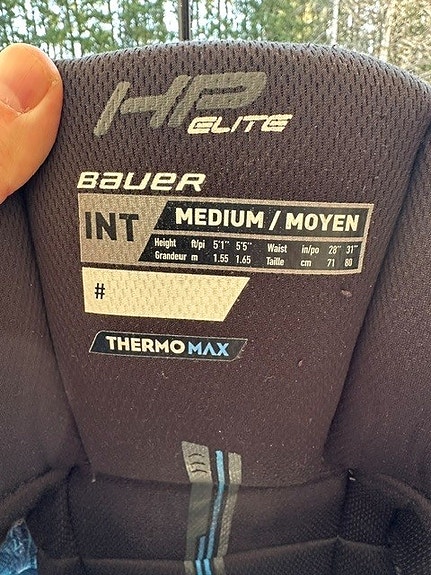 HP
ELITE
BAUER
INT MEDIUM / MOYEN
Height ft/pi 5'1" 5'5" Waist in/po 28" 31"
Grandeur m 1.55 1.65 Taille cm 71 80
#
THERMOMAX